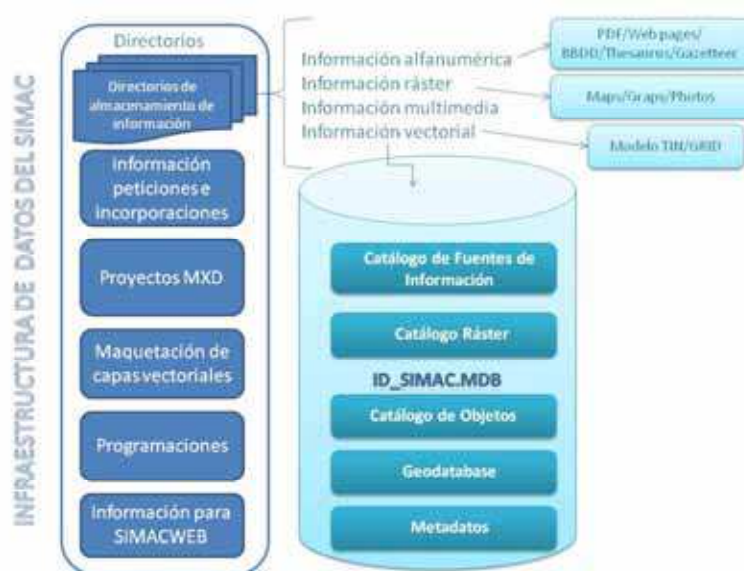 INFRAESTRUCTURA DE DATOS DEL SIMAC
Directorios
Directorios de
almacenamiento de
información
Información
peticiones e
incorporaciones
Proyectos MXD
Maquetación de
capas vectoriales
Programaciones
Información para
SIMACWEB
Información alfanumérica
Información ráster
Información multimedia
Información vectorial
PDF/Web pages/
BBDD/Thesaurus/Gazetteer
Maps/Graps/Photos
Modelo TIN/GRID
Catálogo de Fuentes de
Información
Catálogo Ráster
ID_SIMAC.MDB
Catálogo de Objetos
Geodatabase
Metadatos